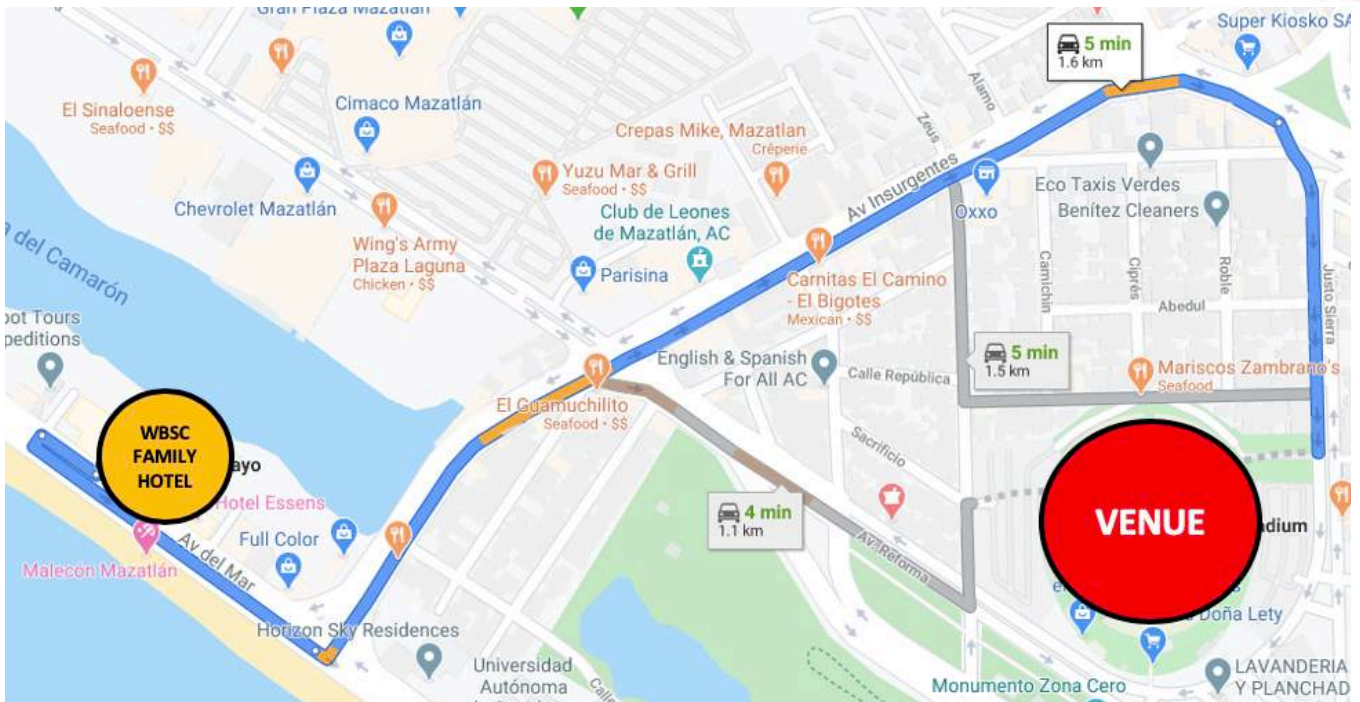 Gran Plaza Mazatlán
Super Kiosko SA
5 min
1.6 km
El Sinaloense
Seafood • $$
Cimaco Mazatlán
Alamo
Zeus
Crepas Mike, Mazatlan
Crêperie
Yuzu Mar & Grill
Seafood • $$
Av Insurgentes
Oxxo
Eco Taxis Verdes
Benítez Cleaners
Chevrolet Mazatlán
Club de Leones
de Mazatlán, AC
Wing's Army
Plaza Laguna
Chicken • $$
Parisina
Carnitas El Camino
- El Bigotes
Mexican • $$
Camichin
Ciprés
Roble
Abedul
Justo Sierra
a del Camarón
oot Tours
peditions
English & Spanish
For All AC
Calle República
5 min
1.5 km
Mariscos Zambrano's
Seafood
El Guamuchilito
Seafood • $$
WBSC
FAMILY
HOTEL
ayo
Sacrificio
Hotel Essens
4 min
1.1 km
VENUE
adium
Full Color
Av del Mar
Malecón Mazatlán
Av. Reforma
Doña Lety
Horizon Sky Residences
Universidad
Autónoma
Calle
Monumento Zona Cero
LAVANDERIA
Y PLANCHAD